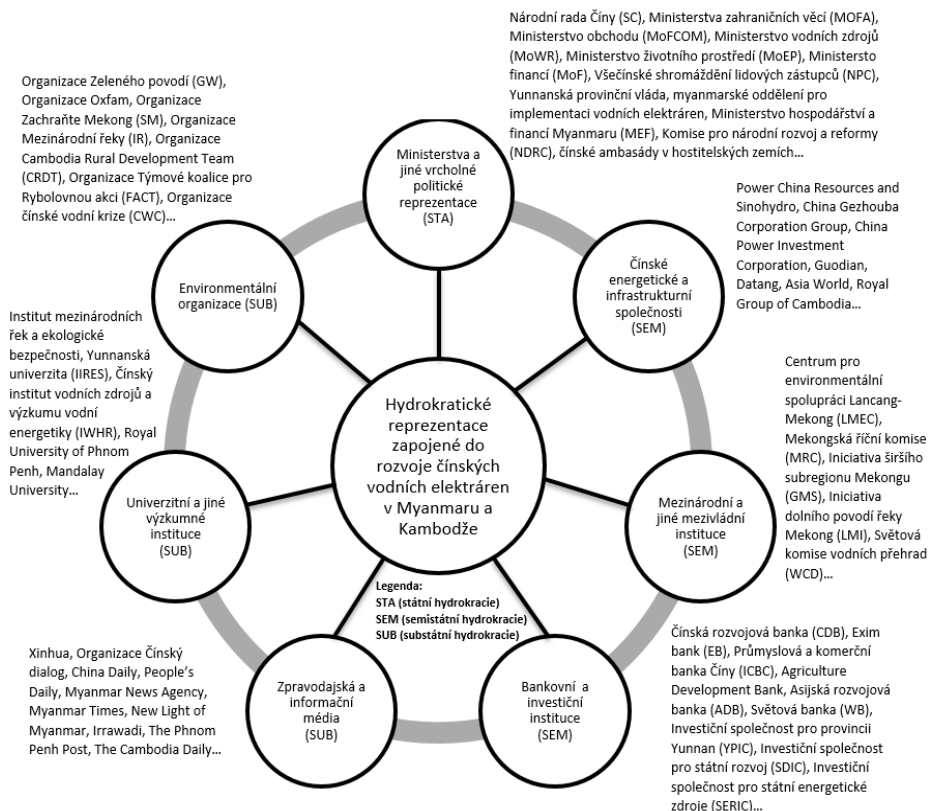 Národní rada Číny (SC), Ministerstva zahraničních věcí (MOFA),
Ministerstvo obchodu (MoFCOM), Ministerstvo vodních zdrojů
(MoWR), Ministerstvo životního prostředí (MoEP), Ministersto
financí (MoF), Všečínské shromáždění lidových zástupců (NPC),
Yunnanská provinční vláda, myanmarské oddělení pro
implementaci vodních elektráren, Ministerstvo hospodářství a
financí Myanmaru (MEF), Komise pro národní rozvoj a reformy
(NDRC), čínské ambasády v hostitelských zemích…
Organizace Zeleného povodí (GW),
Organizace Oxfam, Organizace
Zachraňte Mekong (SM), Organizace
Mezinárodní řeky (IR), Organizace
Cambodia Rural Development Team
(CRDT), Organizace Týmové koalice pro
Rybolovnou akci (FACT), Organizace
čínské vodní krize (CWC)…
Ministerstva a
jiné vrcholné
politické
reprezentace
(STA)
Power China Resources and
Sinohydro, China Gezhouba
Corporation Group, China
Power Investment
Corporation, Guodian,
Datang, Asia World, Royal
Group of Cambodia…
Čínské
energetické a
infrastrukturní
společnosti
(SEM)
Environmentální
organizace (SUB)
Institut mezinárodních
řek a ekologické
bezpečnosti, Yunnanská
univerzita (IIRES), Čínský
institut vodních zdrojů a
výzkumu vodní
energetiky (IWHR), Royal
University of Phnom
Penh, Mandalay
University…
Centrum pro
environmentální
spolupráci Lancang-
Mekong (LMEC),
Mekongská říční komise
(MRC), Iniciativa širšího
subregionu Mekongu
(GMS), Iniciativa
dolního povodí řeky
Mekong (LMI), Světová
komise vodních přehrad
(WCD)…
Hydrokratické
reprezentace
zapojené do
rozvoje čínských
vodních elektráren
v Myanmaru a
Kambodže
Univerzitní a jiné
výzkumné
instituce
(SUB)
Mezinárodní a
jiné mezivládní
instituce
(SEM)
Legenda:
STA (státní hydrokracie)
SEM (semistátní hydrokracie)
SUB (substátní hydrokracie)
Xinhua, Organizace Čínský
dialog, China Daily, People’s
Daily, Myanmar News Agency,
Myanmar Times, New Light of
Myanmar, Irrawadi, The Phnom
Penh Post, The Cambodia Daily…
Zpravodajská a
informační
média
(SUB)
Bankovní a
investiční
instituce
(SEM)
Čínská rozvojová banka (CDB), Exim
bank (EB), Průmyslová a komerční
banka Číny (ICBC), Agriculture
Development Bank, Asijská rozvojová
banka (ADB), Světová banka (WB),
Investiční společnost pro provincii
Yunnan (YPIC), Investiční společnost
pro státní rozvoj (SDIC), Investiční
společnost pro státní energetické
zdroje (SERIC)…